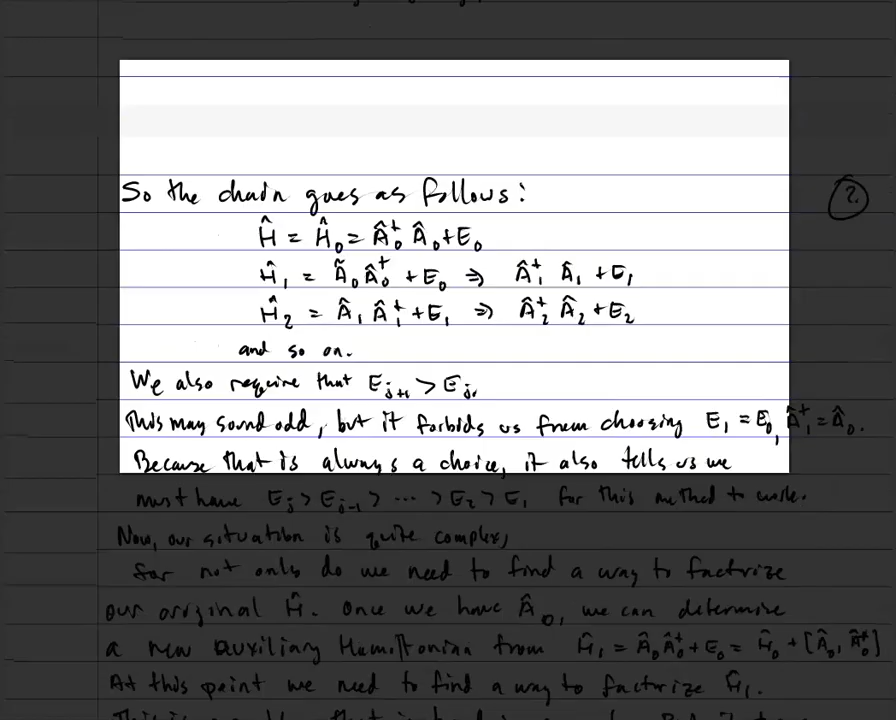 So the chain goes as follows:
②
Ĥ = Ĥ₀ = Â₀⁺ Â₀ + E₀
Ĥ₁ = Â₀ Â₀⁺ + E₀ ⇒ Â₁⁺ Â₁ + E₁
Ĥ₂ = Â₁ Â₁⁺ + E₁ ⇒ Â₂⁺ Â₂ + E₂
and so on.
We also require that E_{j+1} > E_j.
This may sound odd, but it forbids us from choosing E₁ = E₀, Â₁⁺ = Â₀.
Because that is always a choice, it also tells us we
must have E_j > E_{j-1} > ⋯ > E₂ > E₁ for this method to work.
Now, our situation is quite complex,
for not only do we need to find a way to factorize
our original Ĥ. Once we have Â₀, we can determine
a new auxiliary Hamiltonian from Ĥ₁ = Â₀Â₀⁺ + E₀ = Ĥ₀ + [Â₀, Â₀⁺]
At this point we need to find a way to factorize Ĥ₁.